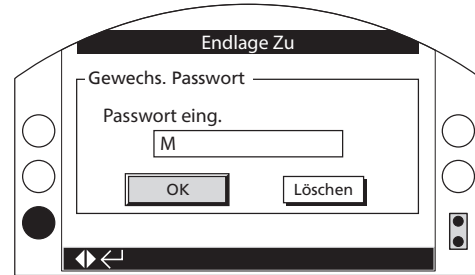 Endlage Zu
Gewechs. Passwort
Passwort eing.
M
OK Löschen